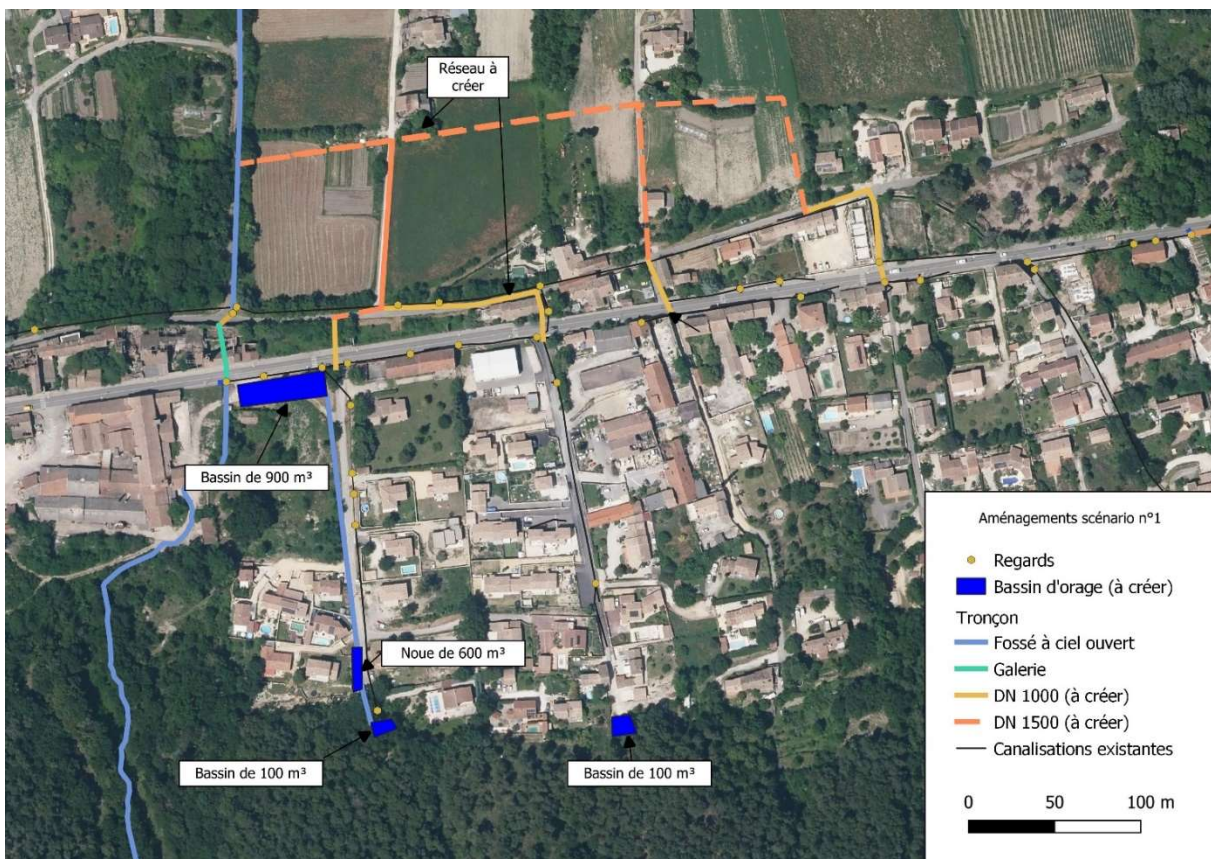 Réseau à
créer
Bassin de 900 m³
Noue de 600 m³
Bassin de 100 m³
Bassin de 100 m³
Aménagements scénario n°1
Regards
Bassin d'orage (à créer)
Tronçon
Fossé à ciel ouvert
Galerie
DN 1000 (à créer)
DN 1500 (à créer)
Canalisations existantes
0 50 100 m